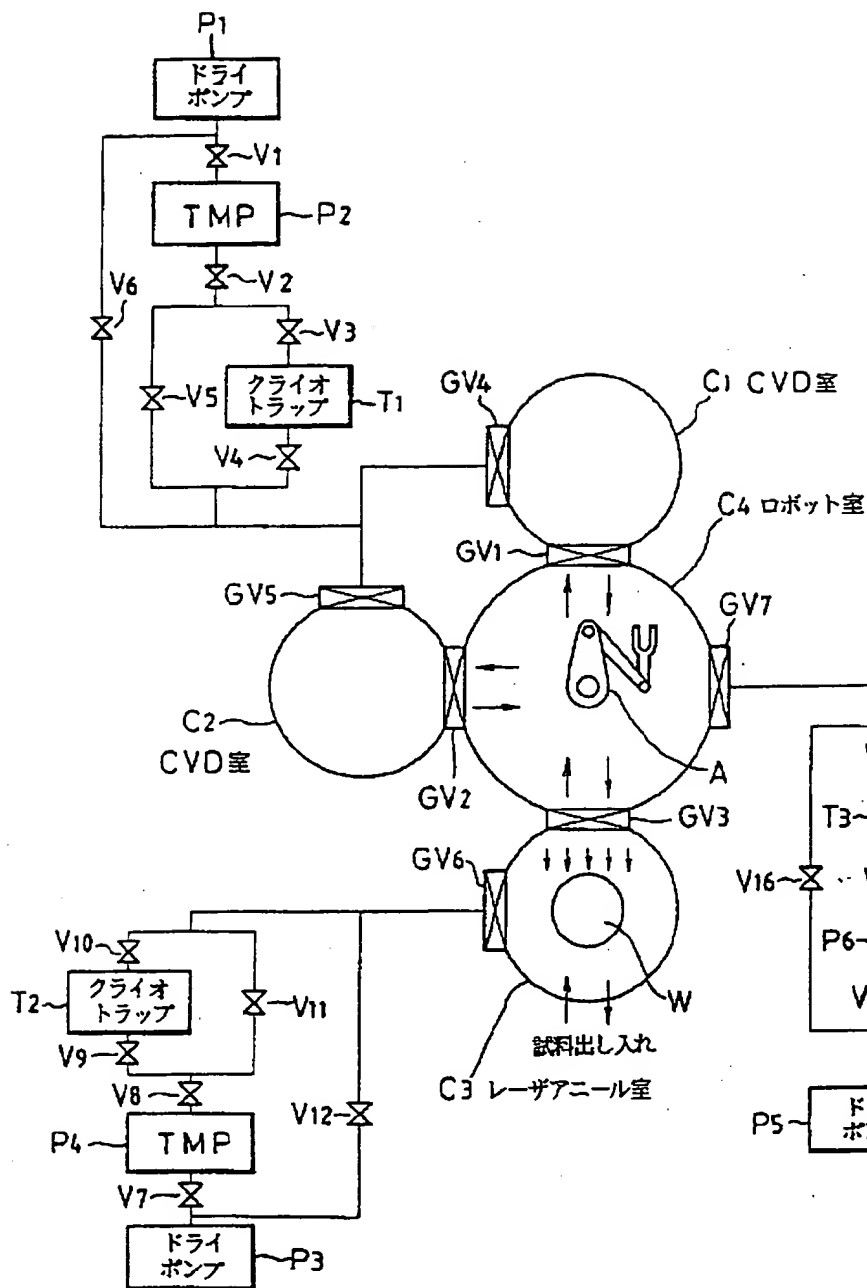 P1
ドライ
ポンプ
V1
TMP
P2
V6
V2
V3
V5
クライオ
トラップ
T1
V4
GV4
C1 CVD室
C4 ロボット室
GV1
GV5
GV7
C2
CVD室
GV2
A
GV3
GV6
T3
V16
P6
V10
T2
クライオ
トラップ
V11
W
V9
試料出し入れ
C3 レーザアニール室
V8
V12
P4
TMP
P5
V7
ドライ
ポンプ
P3